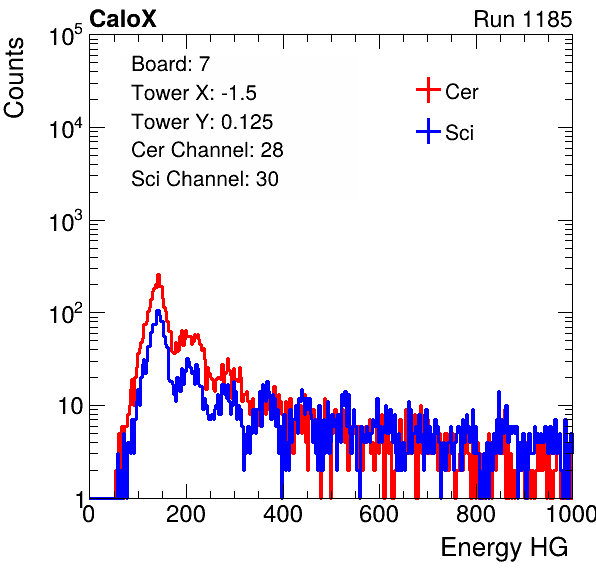 CaloX Run 1185
Counts
10^5
10^4
10^3
10^2
10
1
Board: 7
Tower X: -1.5
Tower Y: 0.125
Cer Channel: 28
Sci Channel: 30
Cer
Sci
0 200 400 600 800 1000
Energy HG